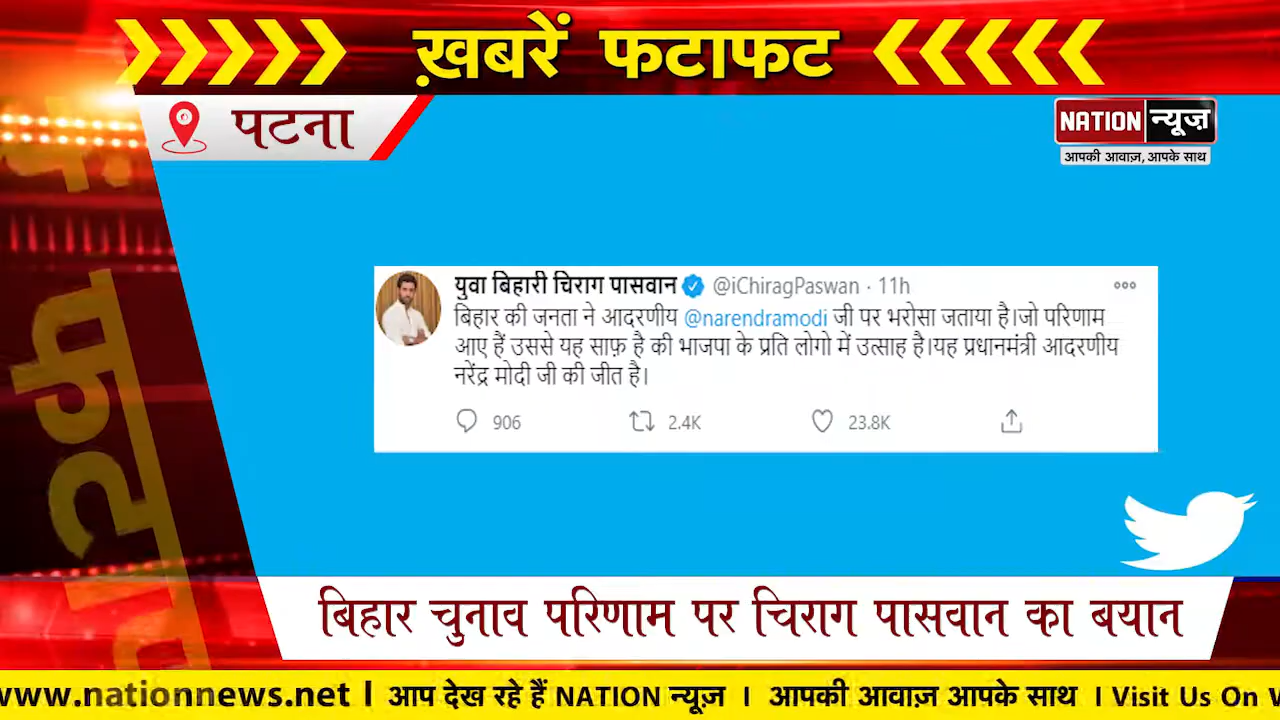 ख़बरें फटाफट
पटना
NATION न्यूज़
आपकी आवाज़, आपके साथ
युवा बिहारी चिराग पासवान @iChiragPaswan · 11h
बिहार की जनता ने आदरणीय @narendramodi जी पर भरोसा जताया है।जो परिणाम
आए हैं उससे यह साफ़ है की भाजपा के प्रति लोगो में उत्साह है।यह प्रधानमंत्री आदरणीय
नरेंद्र मोदी जी की जीत है।
906 2.4K 23.8K
बिहार चुनाव परिणाम पर चिराग पासवान का बयान
www.nationnews.net । आप देख रहे हैं NATION न्यूज़ । आपकी आवाज़ आपके साथ । Visit Us On